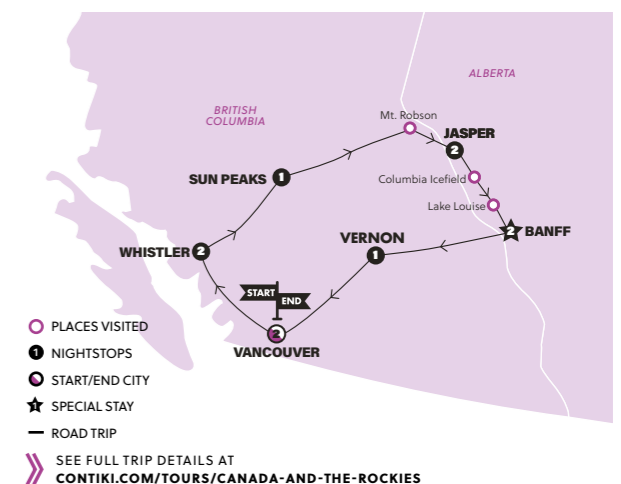 ALBERTA
BRITISH
COLUMBIA
Mt. Robson
JASPER
2
SUN PEAKS
1
Columbia Icefield
Lake Louise
2
BANFF
VERNON
1
WHISTLER
2
START
END
2
VANCOUVER
PLACES VISITED
1 NIGHTSTOPS
START/END CITY
1 SPECIAL STAY
ROAD TRIP
SEE FULL TRIP DETAILS AT
CONTIKI.COM/TOURS/CANADA-AND-THE-ROCKIES